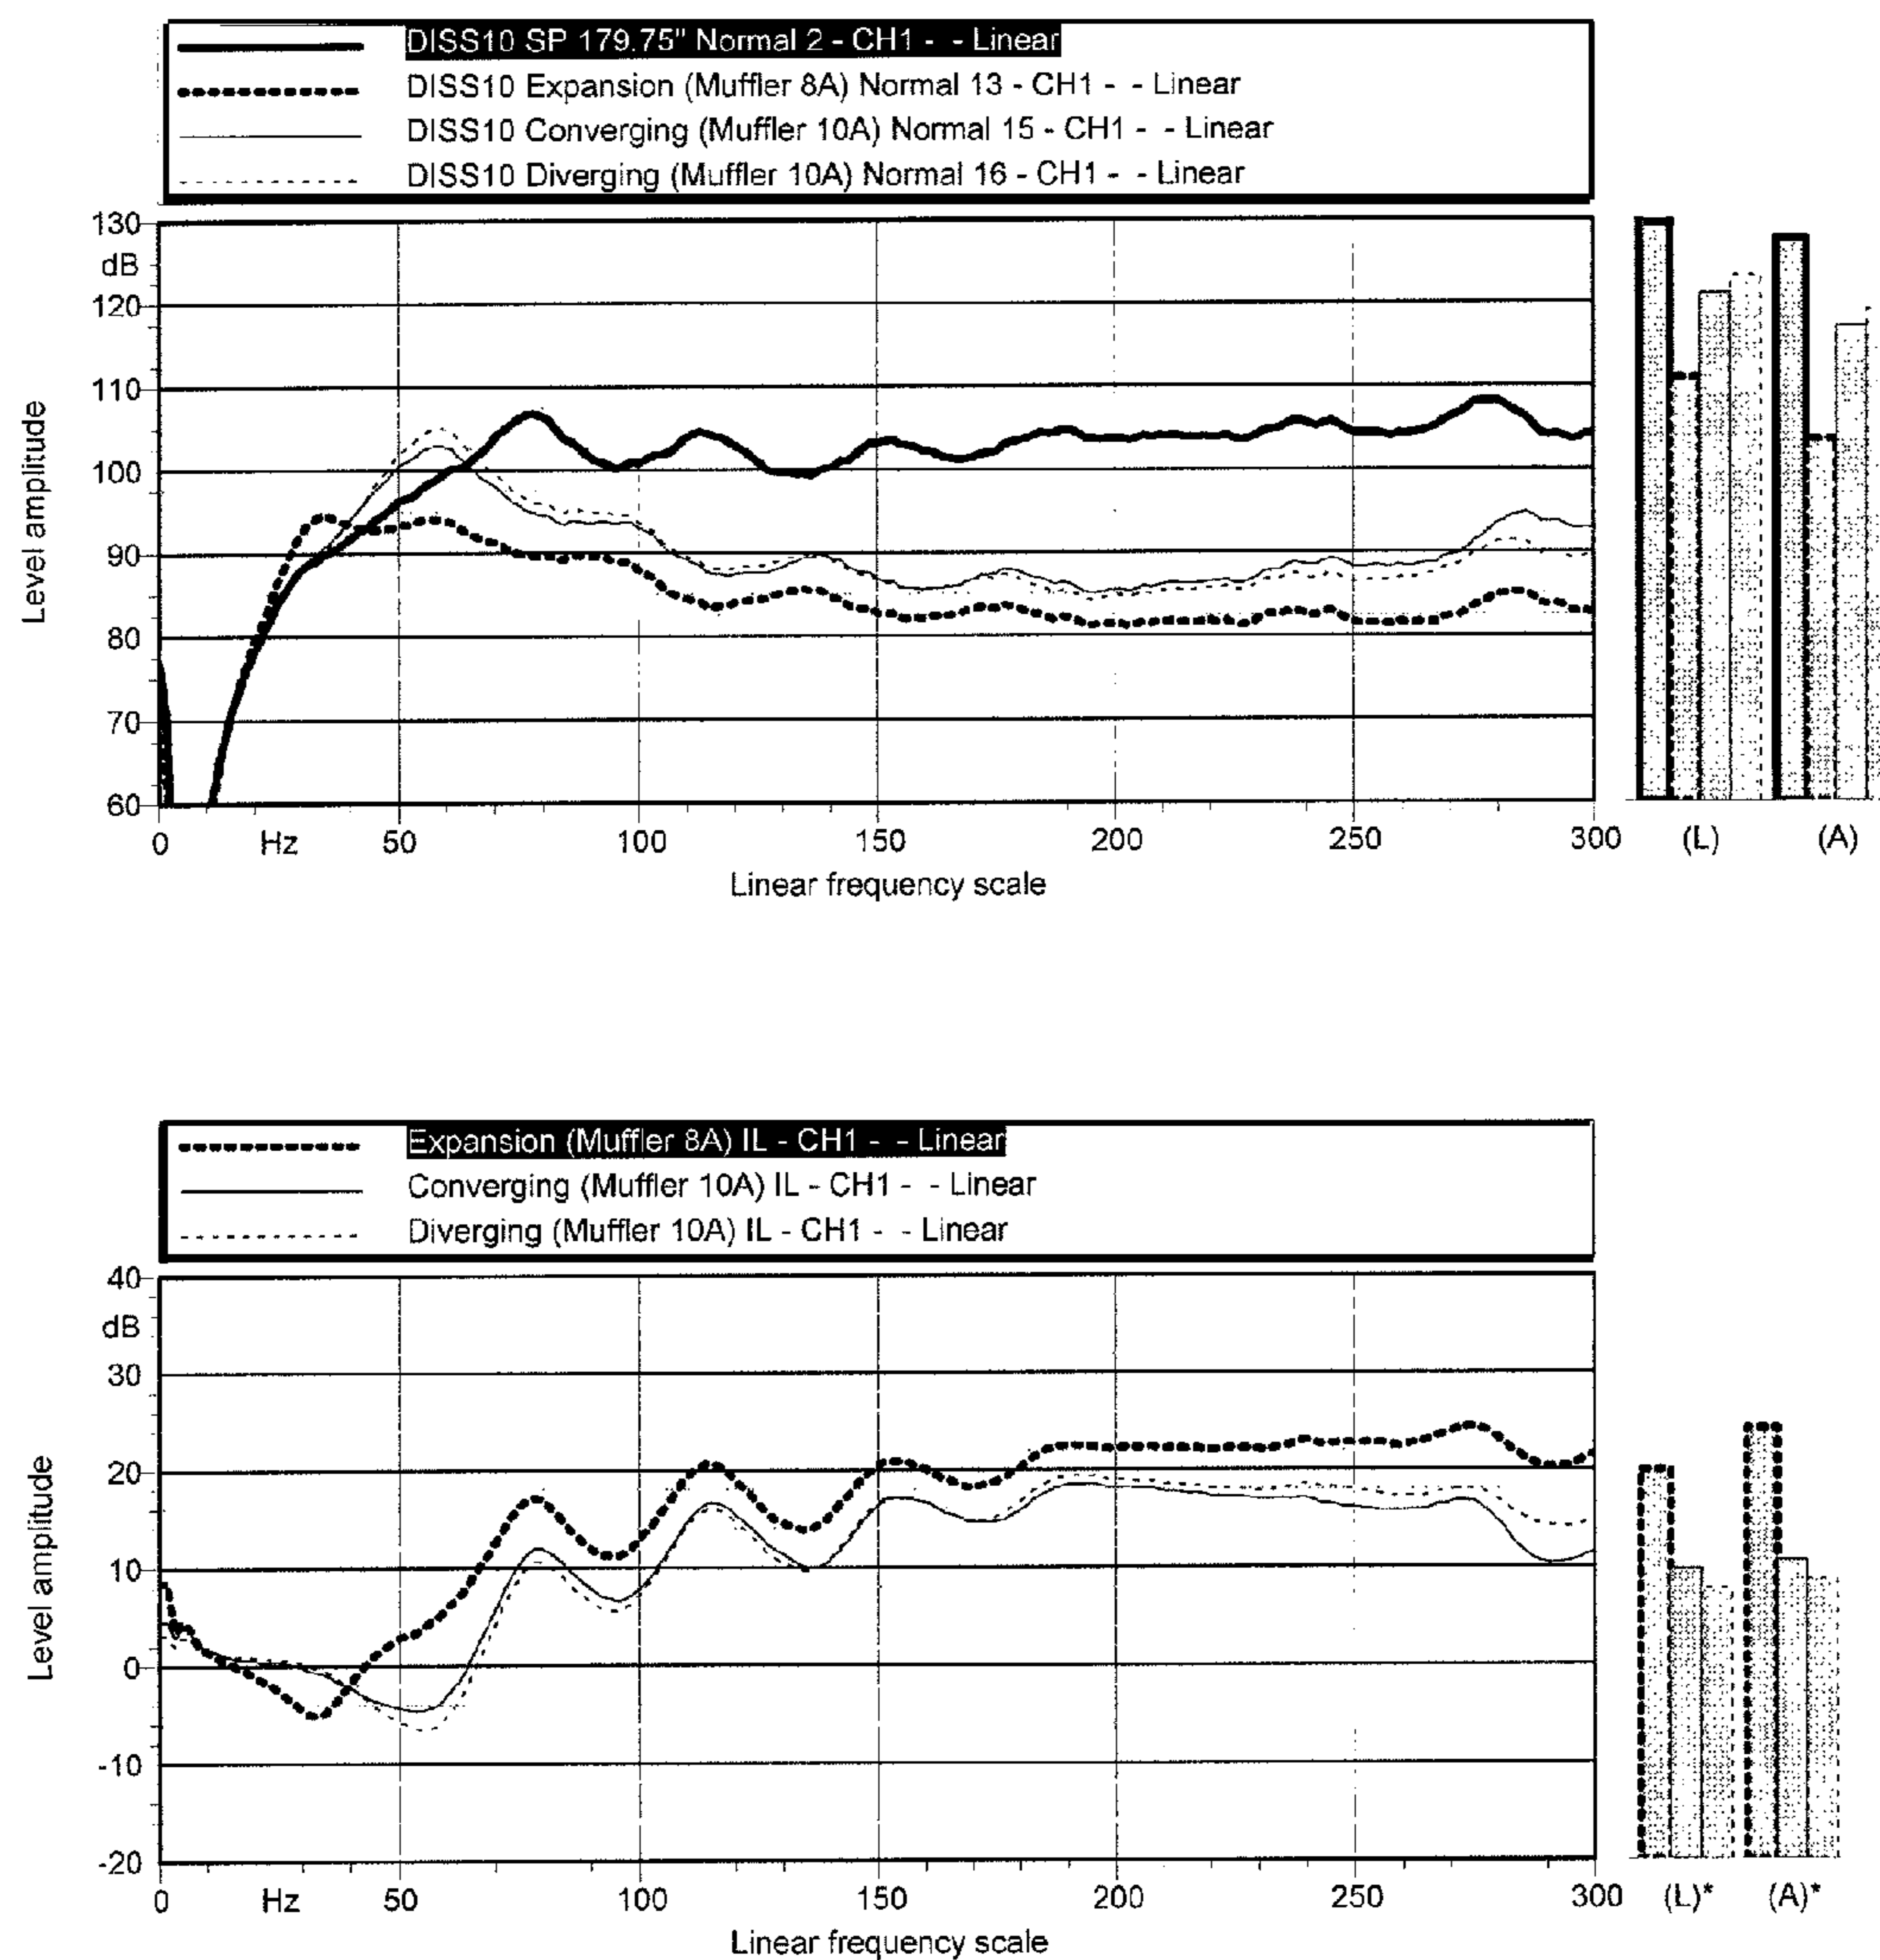 DISS10 SP 179.75" Normal 2 - CH1 - - Linear
DISS10 Expansion (Muffler 8A) Normal 13 - CH1 - - Linear
DISS10 Converging (Muffler 10A) Normal 15 - CH1 - - Linear
DISS10 Diverging (Muffler 10A) Normal 16 - CH1 - - Linear
130
dB
120
110
100
90
80
70
60
Level amplitude
0 Hz 50 100 150 200 250 300 (L) (A)
Linear frequency scale
Expansion (Muffler 8A) IL - CH1 - - Linear
Converging (Muffler 10A) IL - CH1 - - Linear
Diverging (Muffler 10A) IL - CH1 - - Linear
40
dB
30
20
10
0
-10
-20
Level amplitude
0 Hz 50 100 150 200 250 300 (L)* (A)*
Linear frequency scale